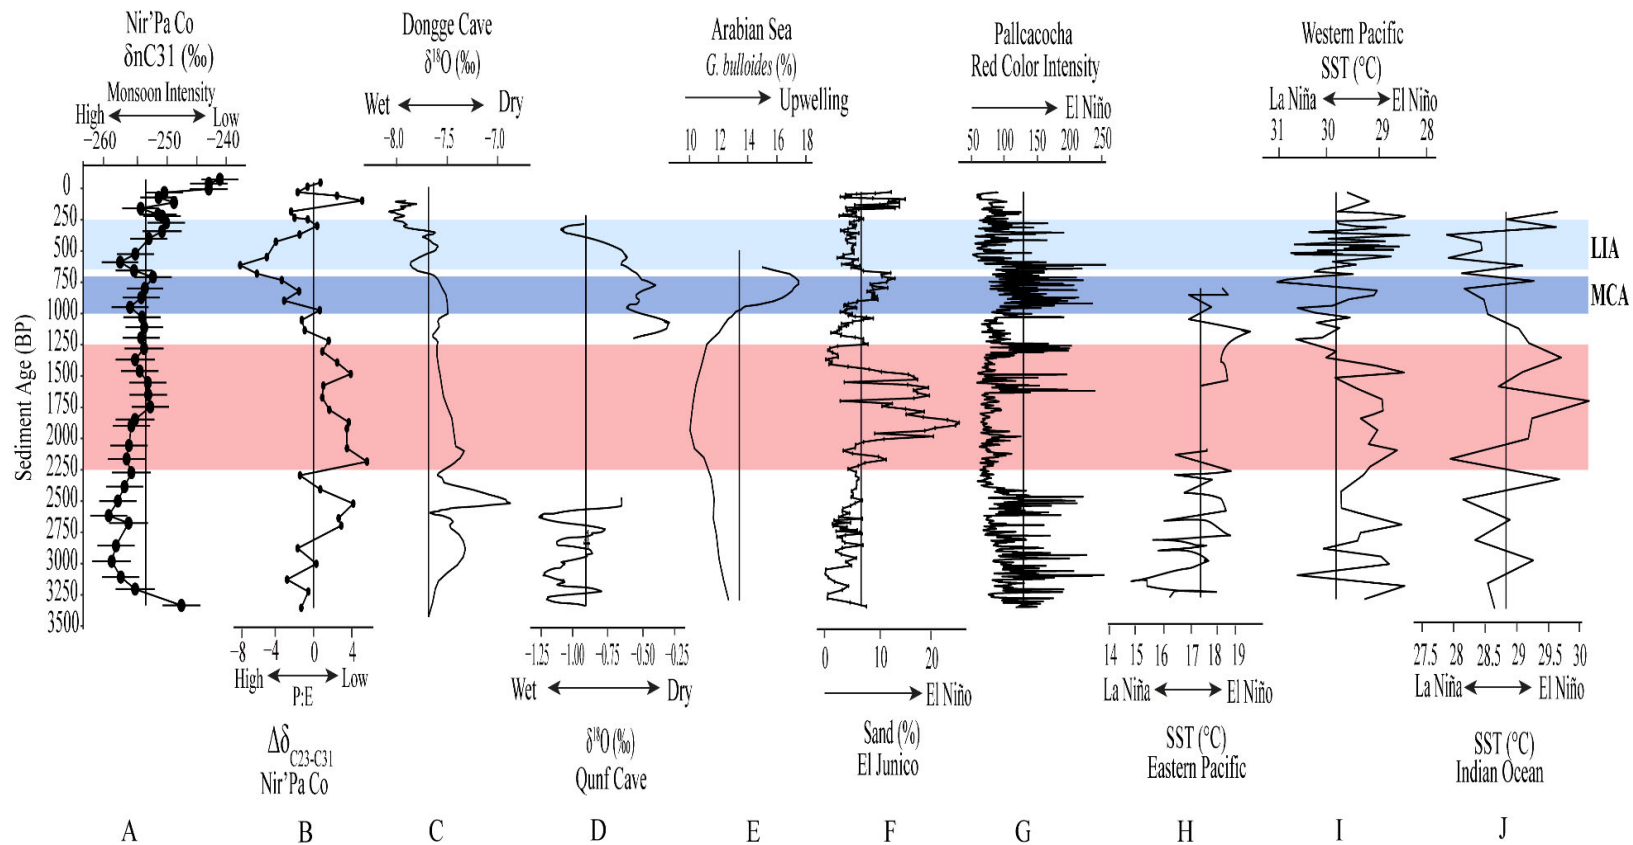 Nir'Pa Co
δnC31 (‰)
Monsoon Intensity
High Low
−260 −250 −240
Dongge Cave
δ¹⁸O (‰)
Wet Dry
−8.0 −7.5 −7.0
Arabian Sea
G. bulloides (%)
Upwelling
10 12 14 16 18
Pallcacocha
Red Color Intensity
El Niño
50 100 150 200 250
Western Pacific
SST (°C)
La Niña El Niño
31 30 29 28
Sediment Age (BP)
0
250
500
750
1000
1250
1500
1750
2000
2250
2500
2750
3000
3250
3500
LIA
MCA
−8 −4 0 4
High Low
P:E
Δδ C23-C31
Nir'Pa Co
−1.25 −1.00 −0.75 −0.50 −0.25
Wet Dry
δ¹⁸O (‰)
Qunf Cave
0 10 20
El Niño
Sand (%)
El Junico
14 15 16 17 18 19
La Niña El Niño
SST (°C)
Eastern Pacific
27.5 28 28.5 29 29.5 30
La Niña El Niño
SST (°C)
Indian Ocean
A B C D E F G H I J